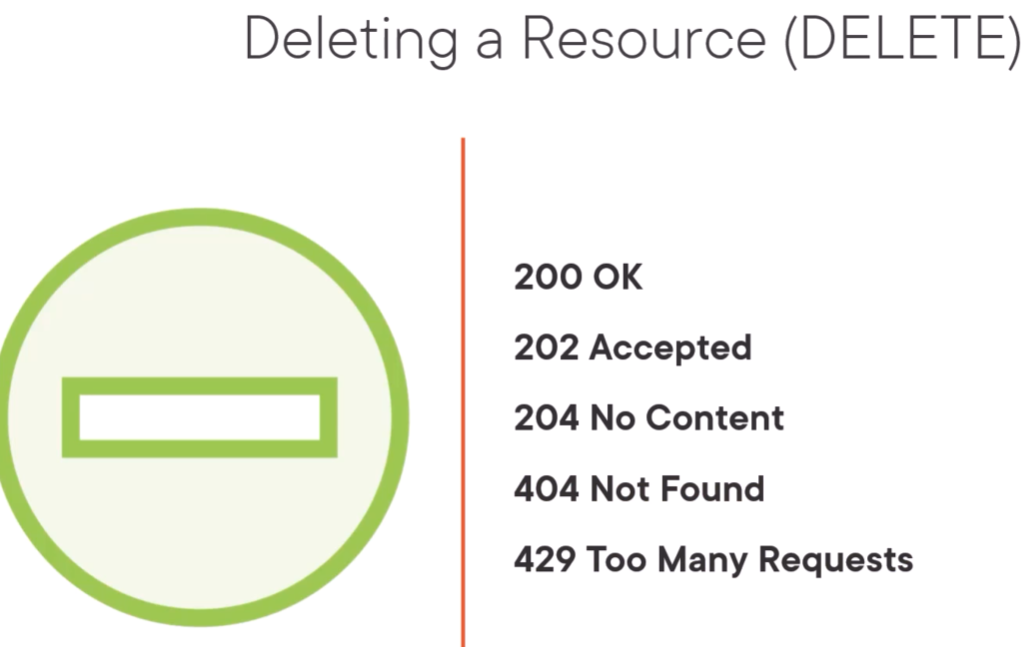 Deleting a Resource (DELETE)
200 OK
202 Accepted
204 No Content
404 Not Found
429 Too Many Requests